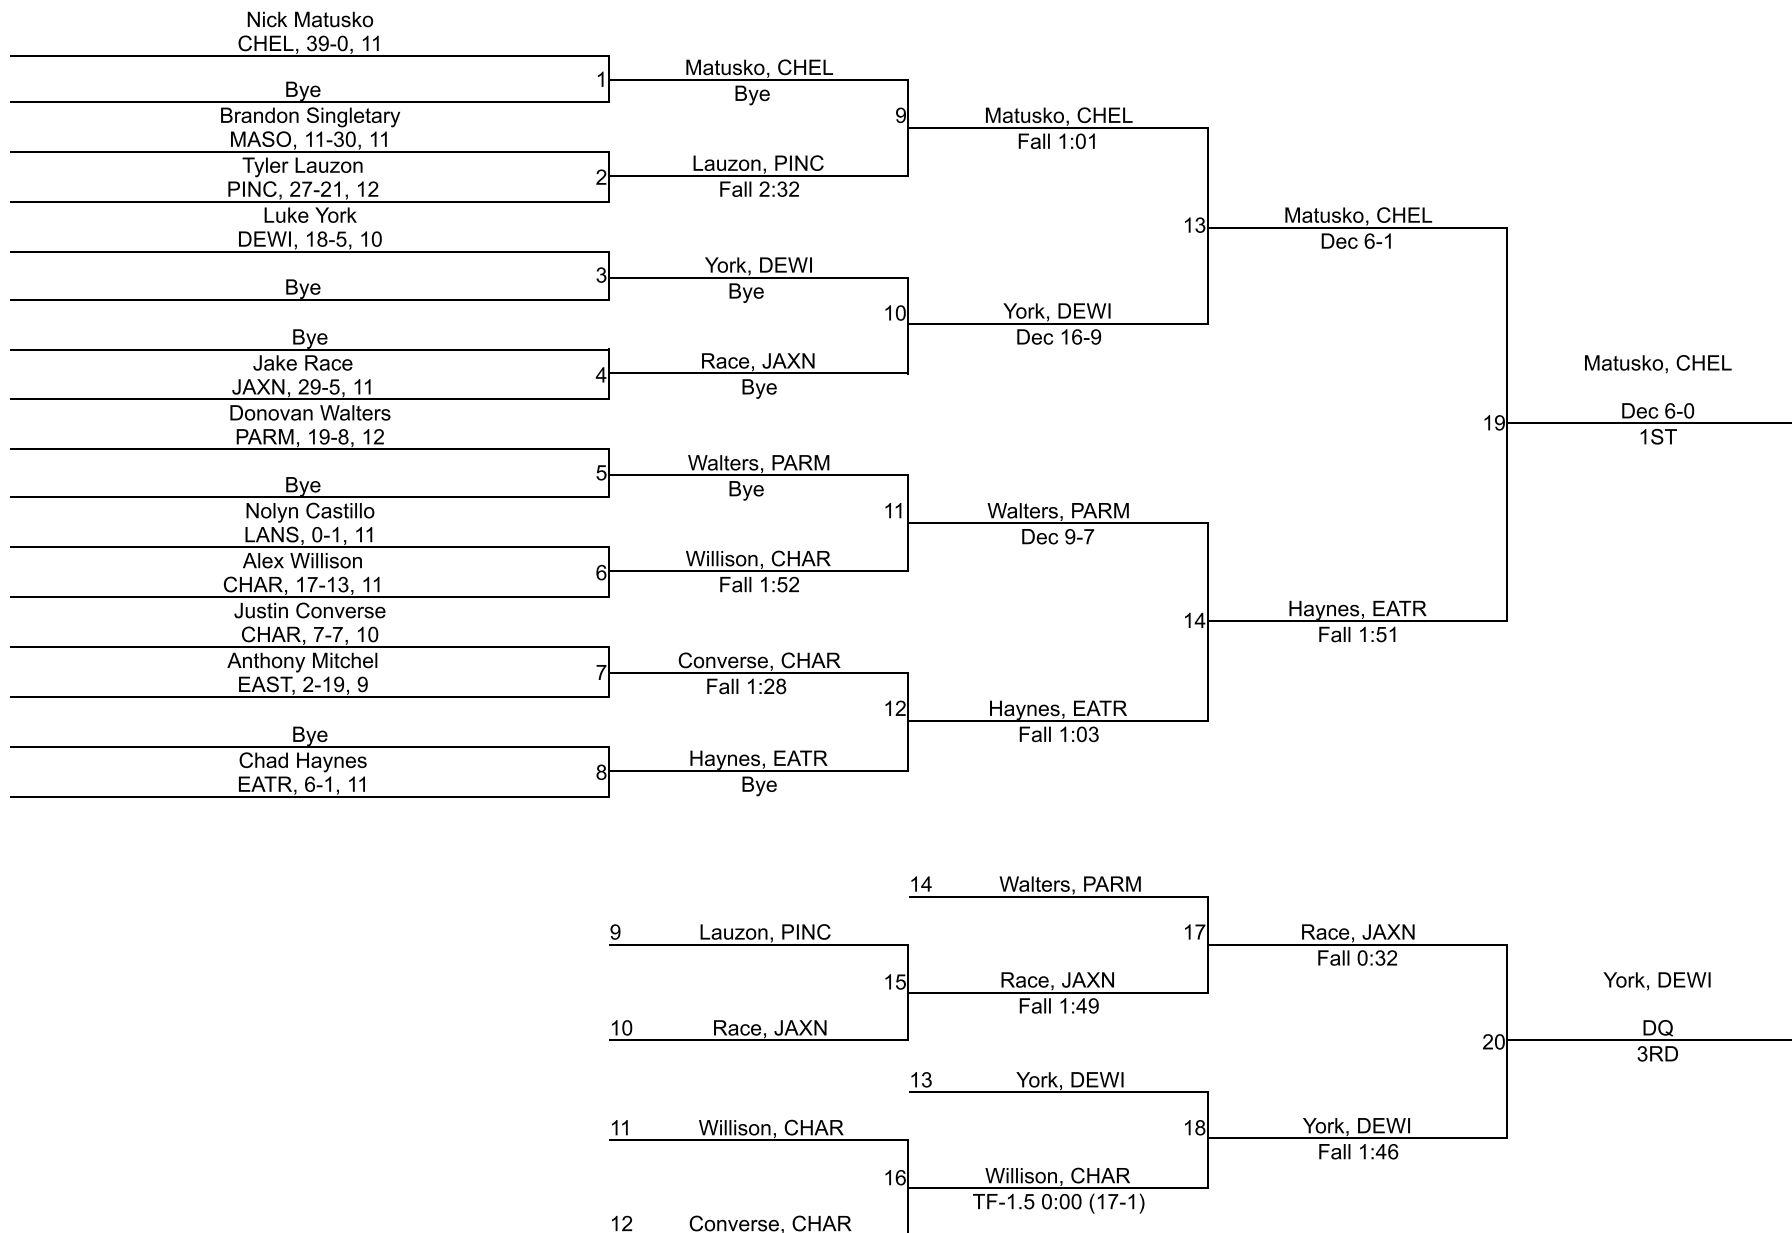 Nick Matusko
CHEL, 39-0, 11
Bye
Brandon Singletary
MASO, 11-30, 11
Tyler Lauzon
PINC, 27-21, 12
Luke York
DEWI, 18-5, 10
Bye
Bye
Jake Race
JAXN, 29-5, 11
Donovan Walters
PARM, 19-8, 12
Bye
Nolyn Castillo
LANS, 0-1, 11
Alex Willison
CHAR, 17-13, 11
Justin Converse
CHAR, 7-7, 10
Anthony Mitchel
EAST, 2-19, 9
Bye
Chad Haynes
EATR, 6-1, 11
1
Matusko, CHEL
Bye
2
Lauzon, PINC
Fall 2:32
3
York, DEWI
Bye
4
Race, JAXN
Bye
5
Walters, PARM
Bye
6
Willison, CHAR
Fall 1:52
7
Converse, CHAR
Fall 1:28
8
Haynes, EATR
Bye
9
Matusko, CHEL
Fall 1:01
10
York, DEWI
Dec 16-9
11
Walters, PARM
Dec 9-7
12
Haynes, EATR
Fall 1:03
13
Matusko, CHEL
Dec 6-1
14
Haynes, EATR
Fall 1:51
19
Matusko, CHEL
Dec 6-0
1ST
14 Walters, PARM
9 Lauzon, PINC
10 Race, JAXN
15
Race, JAXN
Fall 1:49
13 York, DEWI
11 Willison, CHAR
12 Converse, CHAR
16
Willison, CHAR
TF-1.5 0:00 (17-1)
17
Race, JAXN
Fall 0:32
18
York, DEWI
Fall 1:46
20
York, DEWI
DQ
3RD